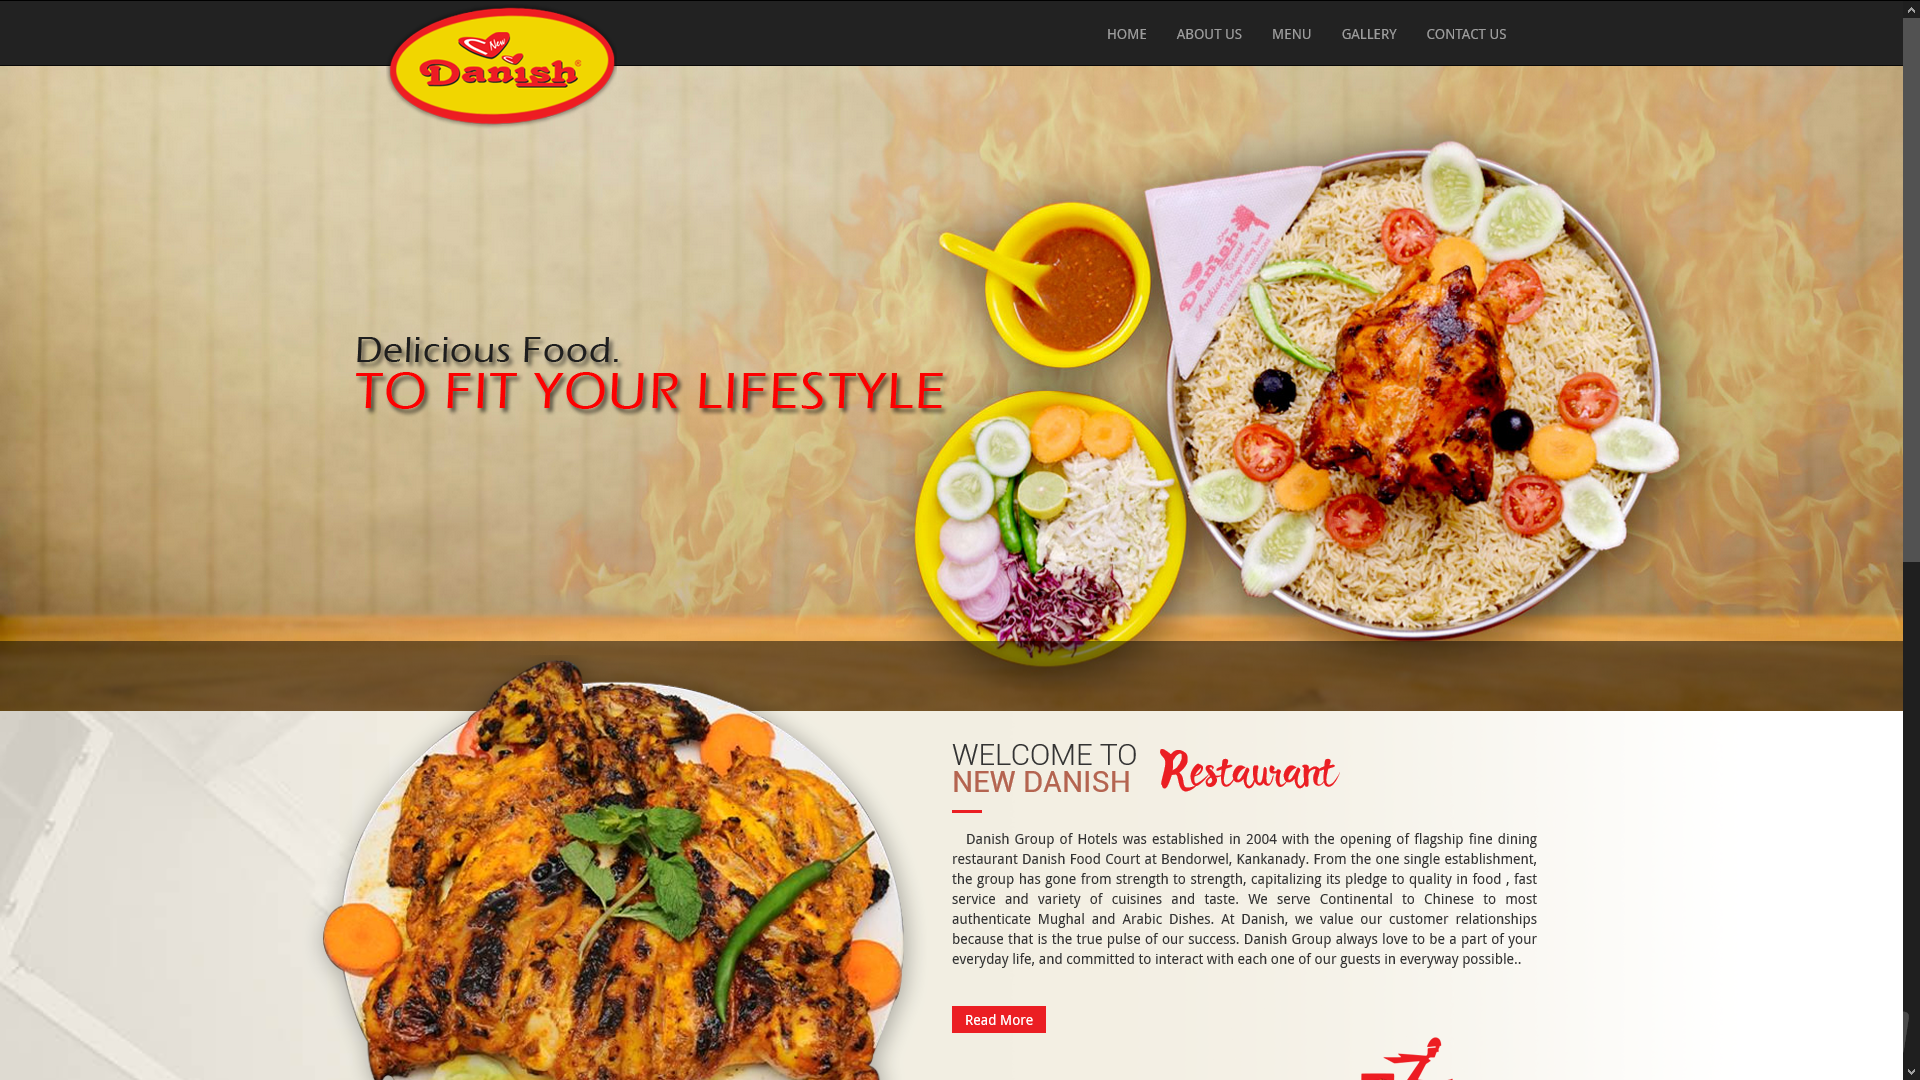 New
Danish®
HOME
ABOUT US
MENU
GALLERY
CONTACT US
Danish
Delicious Food.
TO FIT YOUR LIFESTYLE
WELCOME TO
NEW DANISH
Restaurant
Danish Group of Hotels was established in 2004 with the opening of flagship fine dining
restaurant Danish Food Court at Bendorwel, Kankanady. From the one single establishment,
the group has gone from strength to strength, capitalizing its pledge to quality in food , fast
service and variety of cuisines and taste. We serve Continental to Chinese to most
authenticate Mughal and Arabic Dishes. At Danish, we value our customer relationships
because that is the true pulse of our success. Danish Group always love to be a part of your
everyday life, and committed to interact with each one of our guests in everyway possible..
Read More